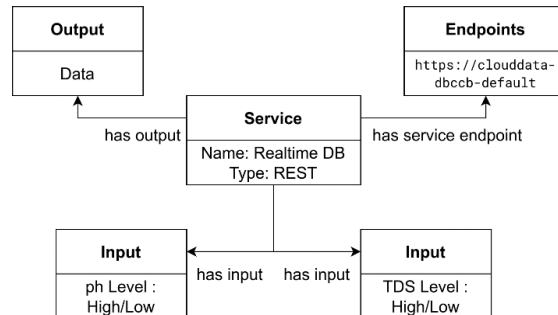 Output
Data
Endpoints
https://clouddata-
dbccb-default
has output
Service
Name: Realtime DB
Type: REST
has service endpoint
Input
ph Level :
High/Low
has input
has input
Input
TDS Level :
High/Low